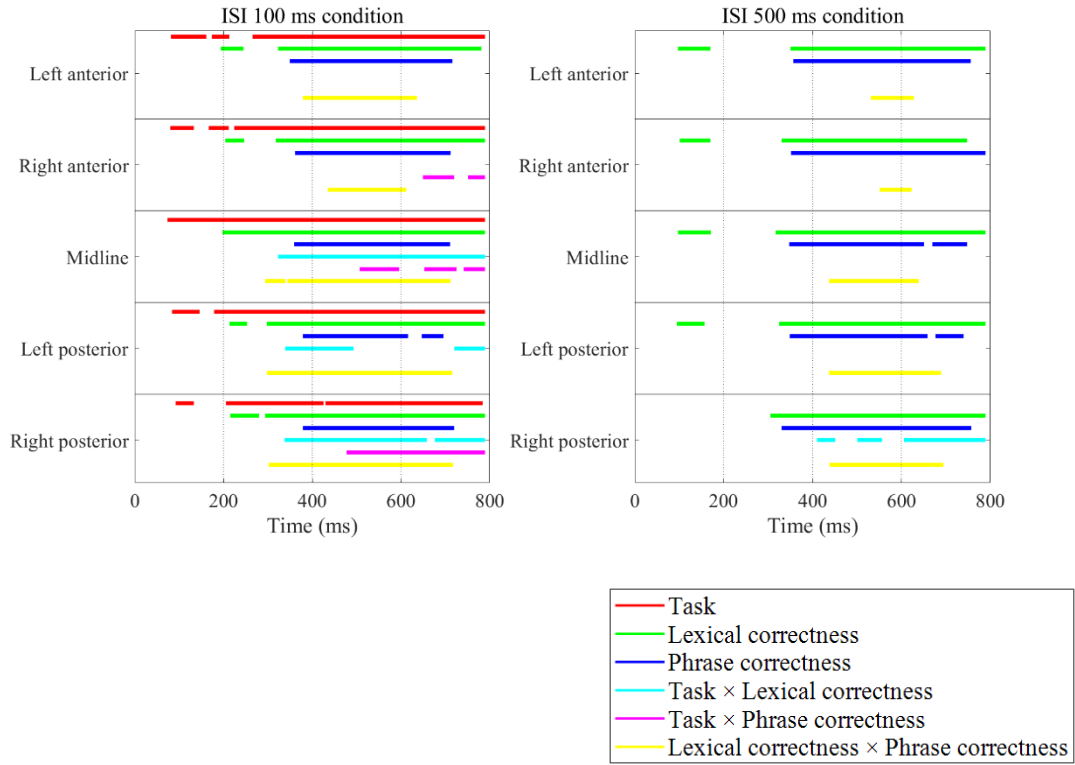 ISI 100 ms condition
Left anterior
Right anterior
Midline
Left posterior
Right posterior
0 200 400 600 800
Time (ms)
ISI 500 ms condition
Left anterior
Right anterior
Midline
Left posterior
Right posterior
0 200 400 600 800
Time (ms)
Task
Lexical correctness
Phrase correctness
Task × Lexical correctness
Task × Phrase correctness
Lexical correctness × Phrase correctness